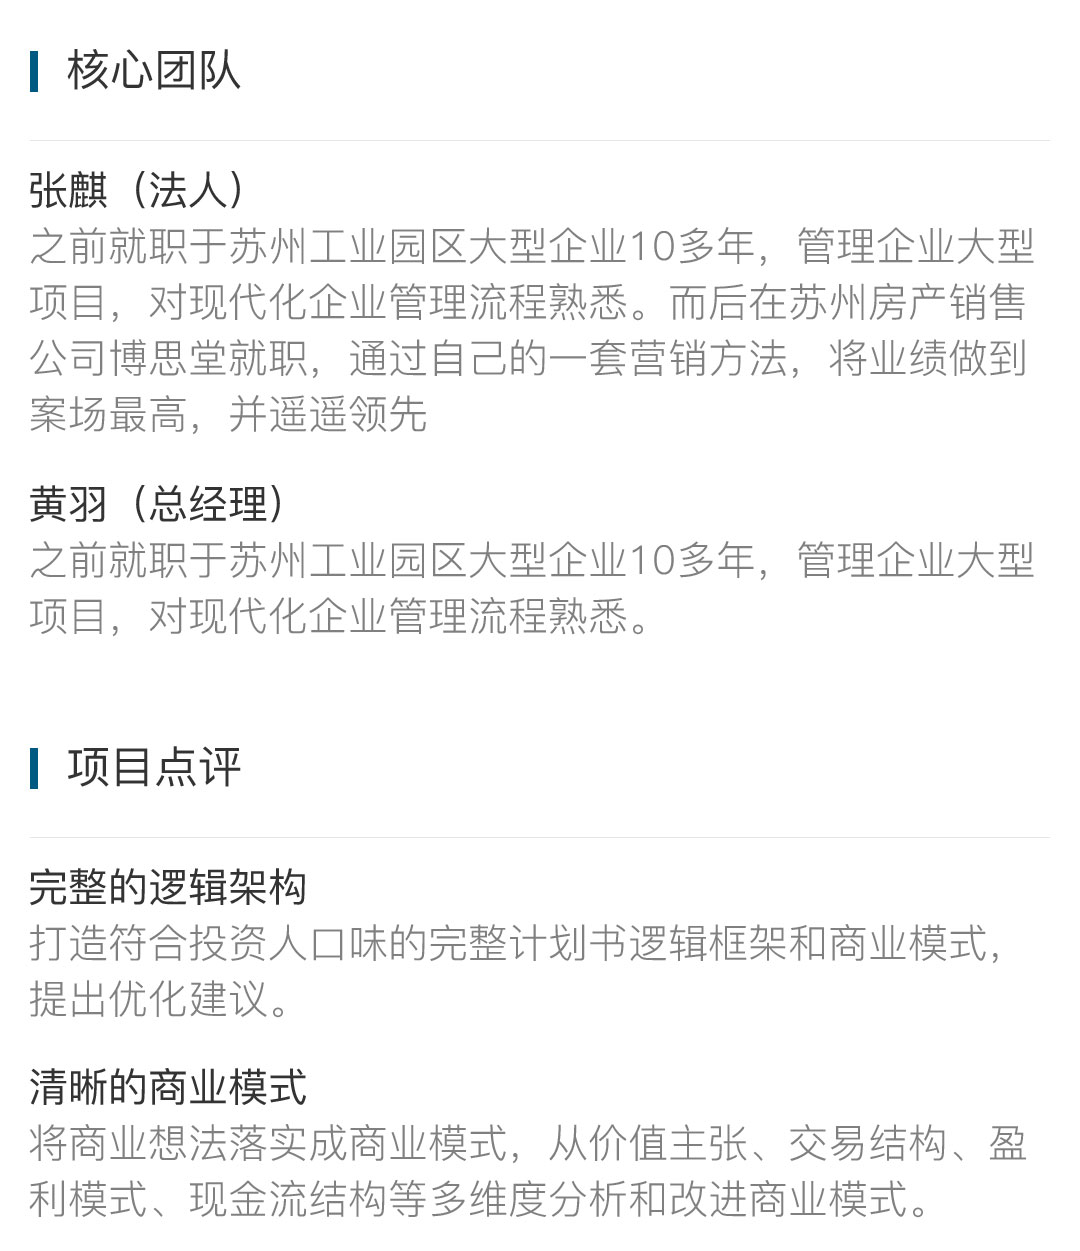 核心团队
张麒（法人）
之前就职于苏州工业园区大型企业10多年，管理企业大型
项目，对现代化企业管理流程熟悉。而后在苏州房产销售
公司博思堂就职，通过自己的一套营销方法，将业绩做到
案场最高，并遥遥领先
黄羽（总经理）
之前就职于苏州工业园区大型企业10多年，管理企业大型
项目，对现代化企业管理流程熟悉。
项目点评
完整的逻辑架构
打造符合投资人口味的完整计划书逻辑框架和商业模式，
提出优化建议。
清晰的商业模式
将商业想法落实成商业模式，从价值主张、交易结构、盈
利模式、现金流结构等多维度分析和改进商业模式。